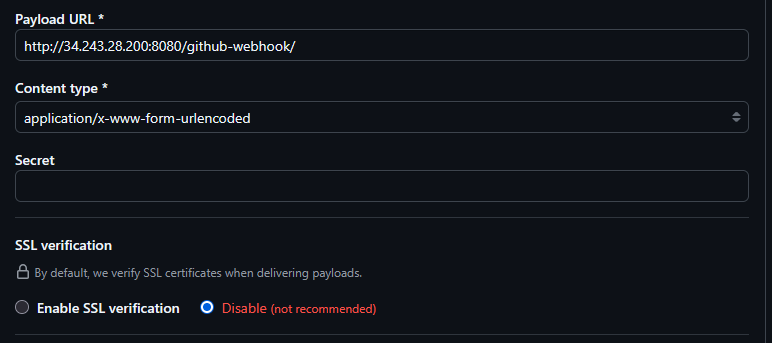 Payload URL *
http://34.243.28.200:8080/github-webhook/
Content type *
application/x-www-form-urlencoded
Secret
SSL verification
By default, we verify SSL certificates when delivering payloads.
Enable SSL verification Disable (not recommended)